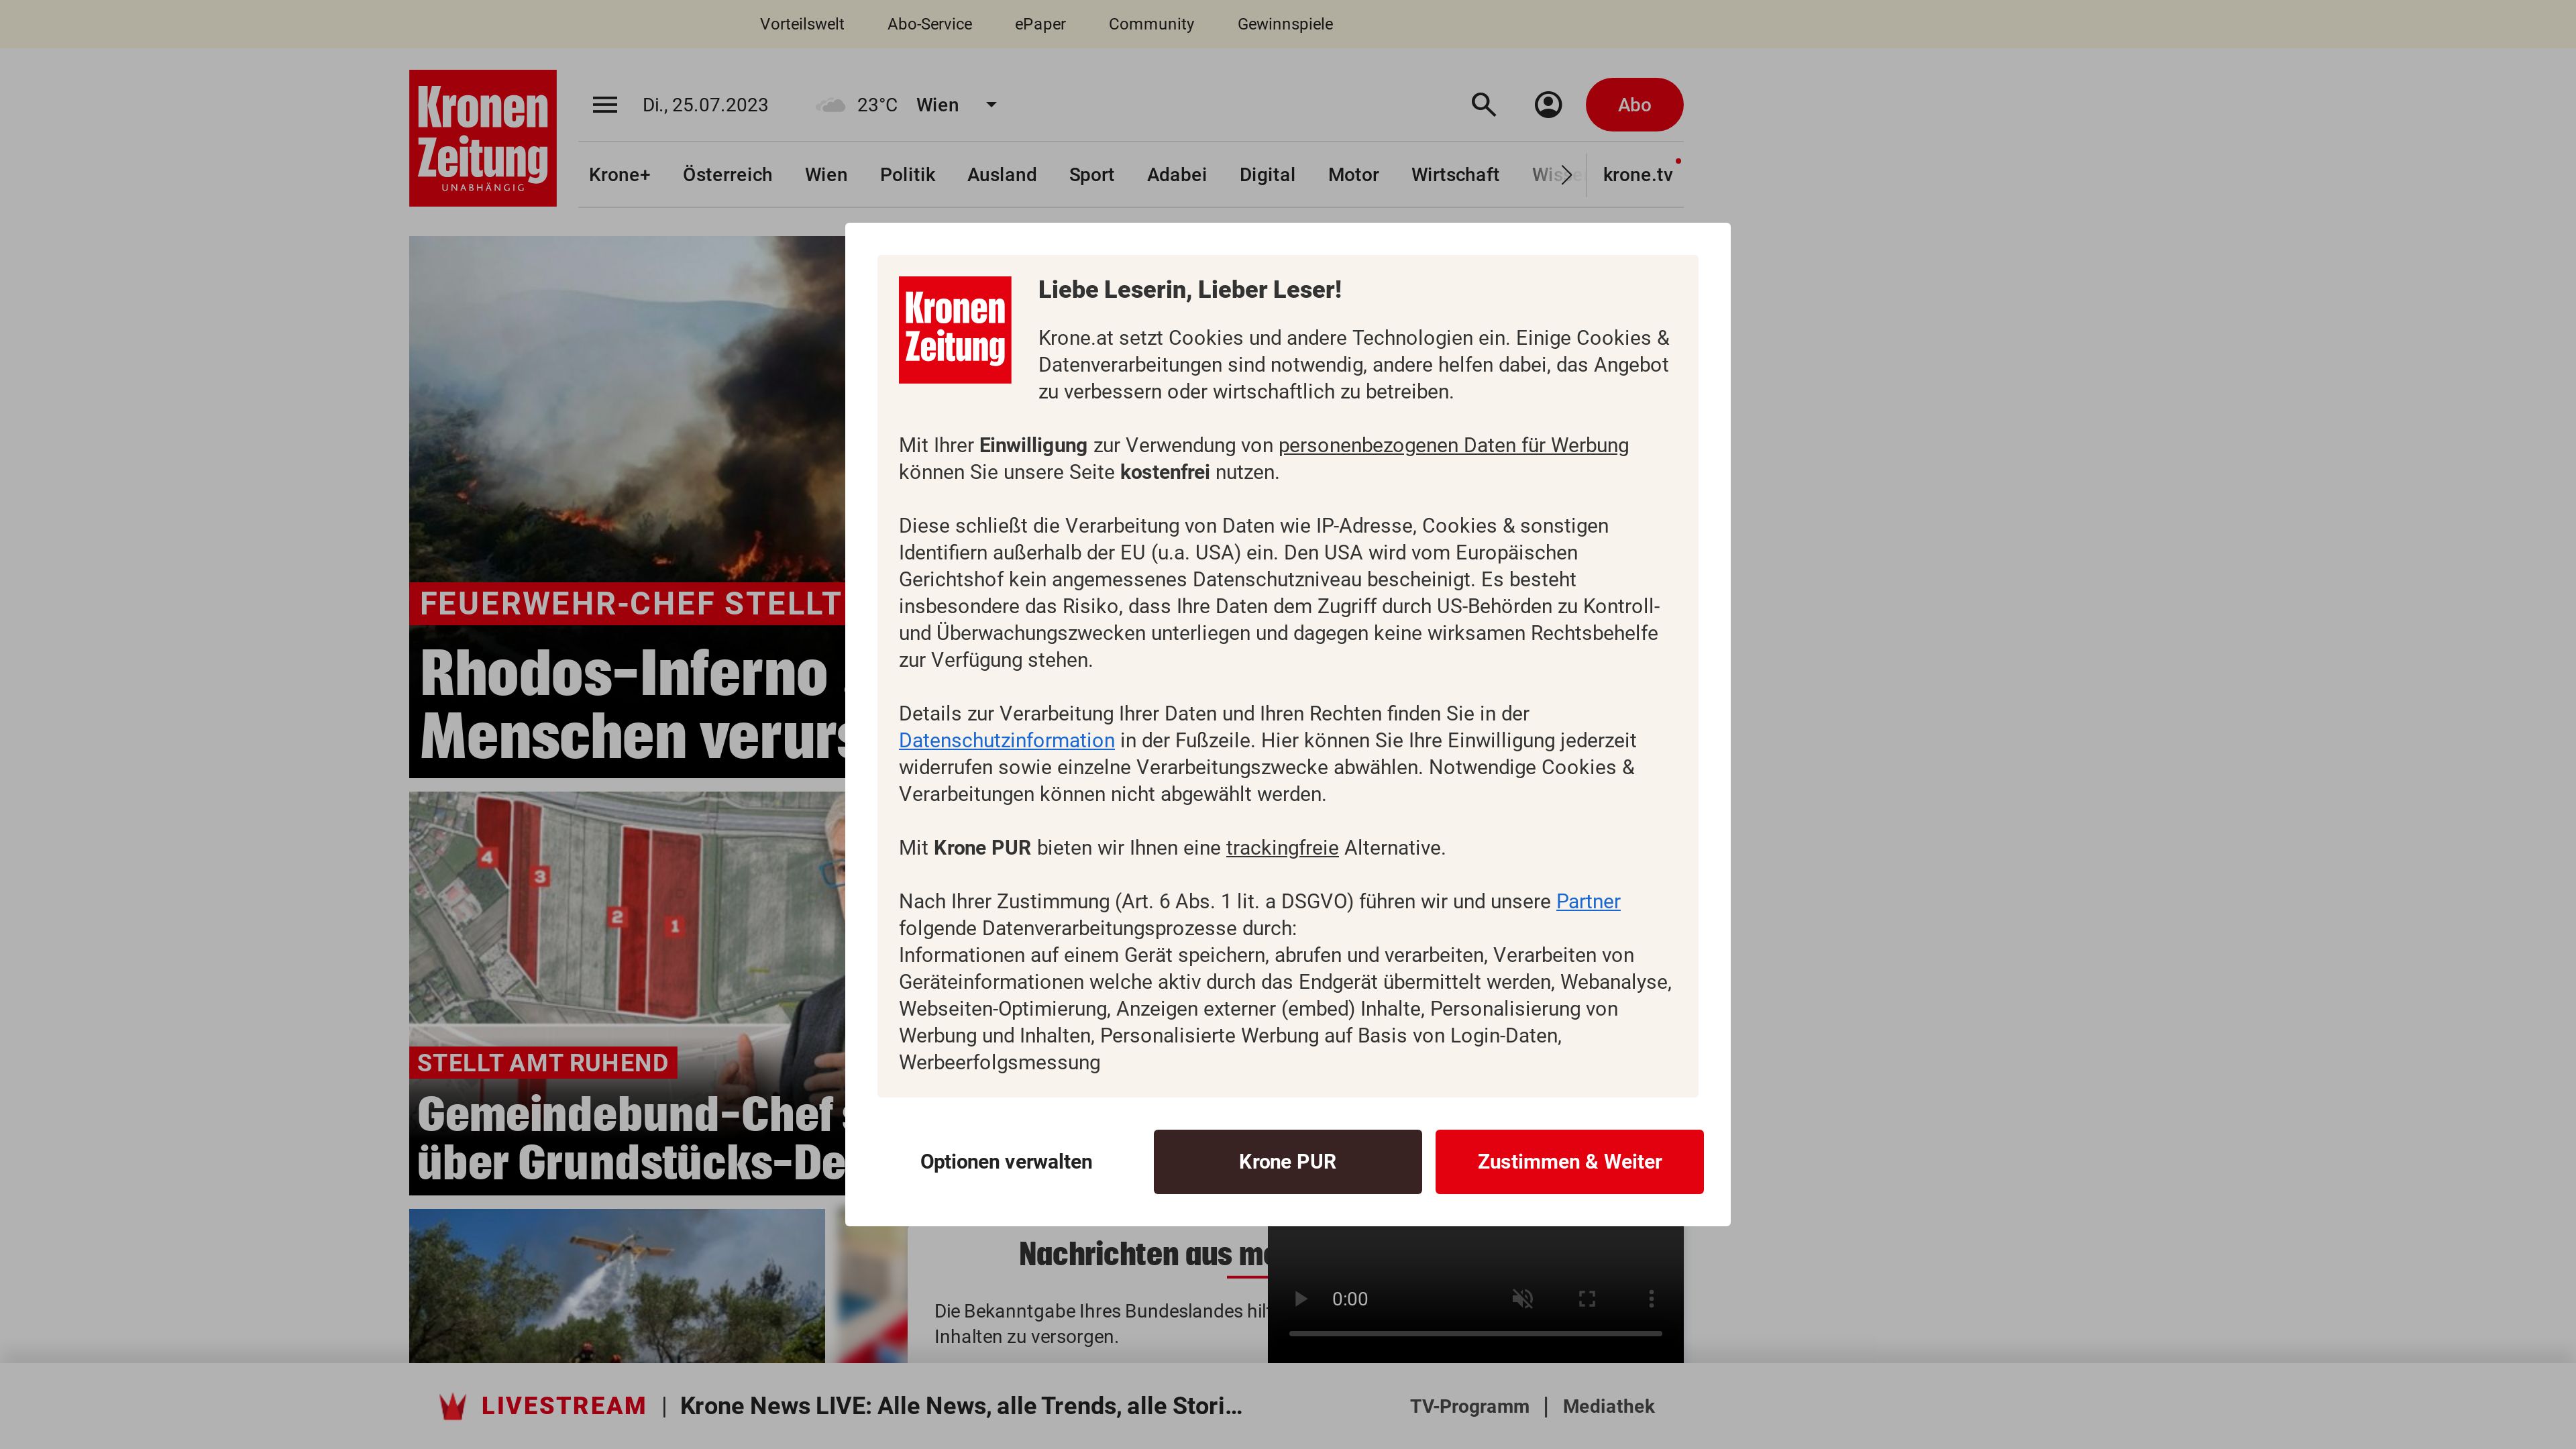 Vorteilswelt Abo-Service ePaper Community Gewinnspiele
Kronen
Zeitung
UNABHÄNGIG
Di., 25.07.2023 23°C Wien Abo
Krone+ Österreich Wien Politik Ausland Sport Adabei Digital Motor Wirtschaft krone.tv
FEUERWEHR-CHEF STELLT
Rhodos-Inferno
Menschen verurs
4
3
2
1
STELLT AMT RUHEND
Gemeindebund-Chef s
über Grundstücks-De
Kronen
Zeitung
Liebe Leserin, Lieber Leser!
Krone.at setzt Cookies und andere Technologien ein. Einige Cookies &
Datenverarbeitungen sind notwendig, andere helfen dabei, das Angebot
zu verbessern oder wirtschaftlich zu betreiben.
Mit Ihrer Einwilligung zur Verwendung von personenbezogenen Daten für Werbung
können Sie unsere Seite kostenfrei nutzen.
Diese schließt die Verarbeitung von Daten wie IP-Adresse, Cookies & sonstigen
Identifiern außerhalb der EU (u.a. USA) ein. Den USA wird vom Europäischen
Gerichtshof kein angemessenes Datenschutzniveau bescheinigt. Es besteht
insbesondere das Risiko, dass Ihre Daten dem Zugriff durch US-Behörden zu Kontroll-
und Überwachungszwecken unterliegen und dagegen keine wirksamen Rechtsbehelfe
zur Verfügung stehen.
Details zur Verarbeitung Ihrer Daten und Ihren Rechten finden Sie in der
Datenschutzinformation in der Fußzeile. Hier können Sie Ihre Einwilligung jederzeit
widerrufen sowie einzelne Verarbeitungszwecke abwählen. Notwendige Cookies &
Verarbeitungen können nicht abgewählt werden.
Mit Krone PUR bieten wir Ihnen eine trackingfreie Alternative.
Nach Ihrer Zustimmung (Art. 6 Abs. 1 lit. a DSGVO) führen wir und unsere Partner
folgende Datenverarbeitungsprozesse durch:
Informationen auf einem Gerät speichern, abrufen und verarbeiten, Verarbeiten von
Geräteinformationen welche aktiv durch das Endgerät übermittelt werden, Webanalyse,
Webseiten-Optimierung, Anzeigen externer (embed) Inhalte, Personalisierung von
Werbung und Inhalten, Personalisierte Werbung auf Basis von Login-Daten,
Werbeerfolgsmessung
Optionen verwalten Krone PUR Zustimmen & Weiter
Nachrichten aus me
Die Bekanntgabe Ihres Bundeslandes hilf
Inhalten zu versorgen.
0:00
LIVESTREAM | Krone News LIVE: Alle News, alle Trends, alle Stori... TV-Programm | Mediathek